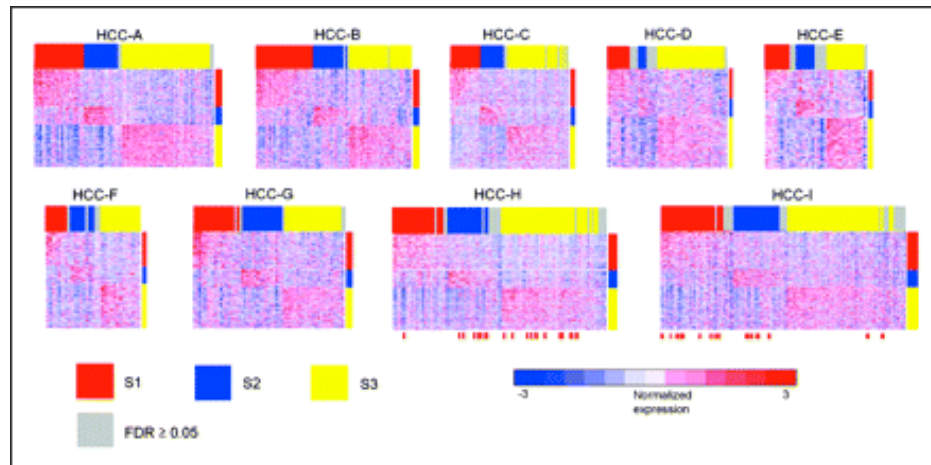 HCC-A HCC-B HCC-C HCC-D HCC-E
HCC-F HCC-G HCC-H HCC-I
S1 S2 S3
-3 3
Normalized
expression
FDR ≥ 0.05